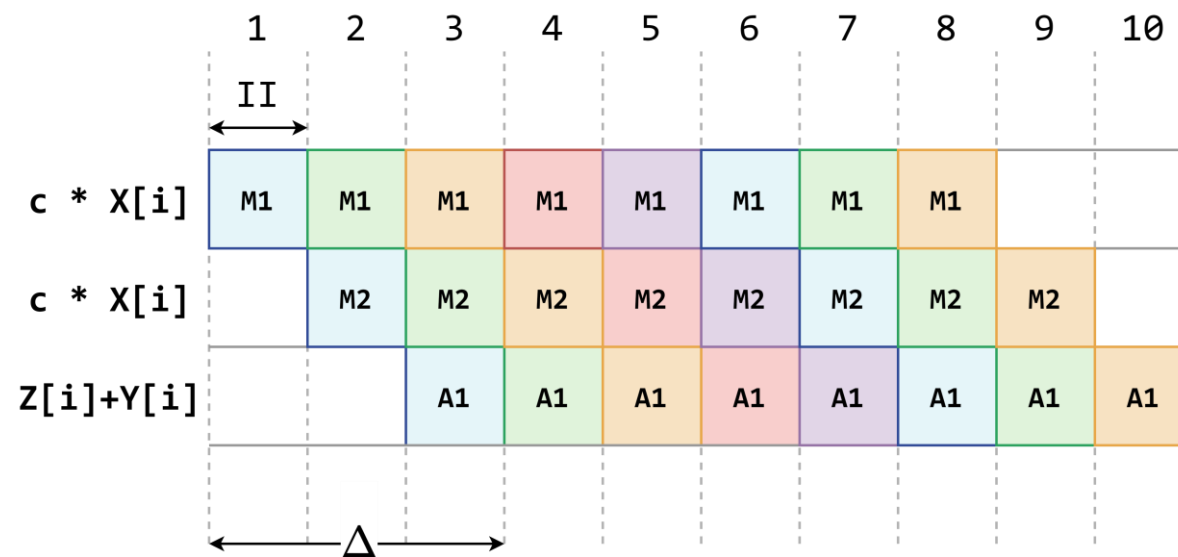 1 2 3 4 5 6 7 8 9 10
II
c * X[i] M1 M1 M1 M1 M1 M1 M1 M1
c * X[i] M2 M2 M2 M2 M2 M2 M2 M2
Z[i]+Y[i] A1 A1 A1 A1 A1 A1 A1 A1
Δ